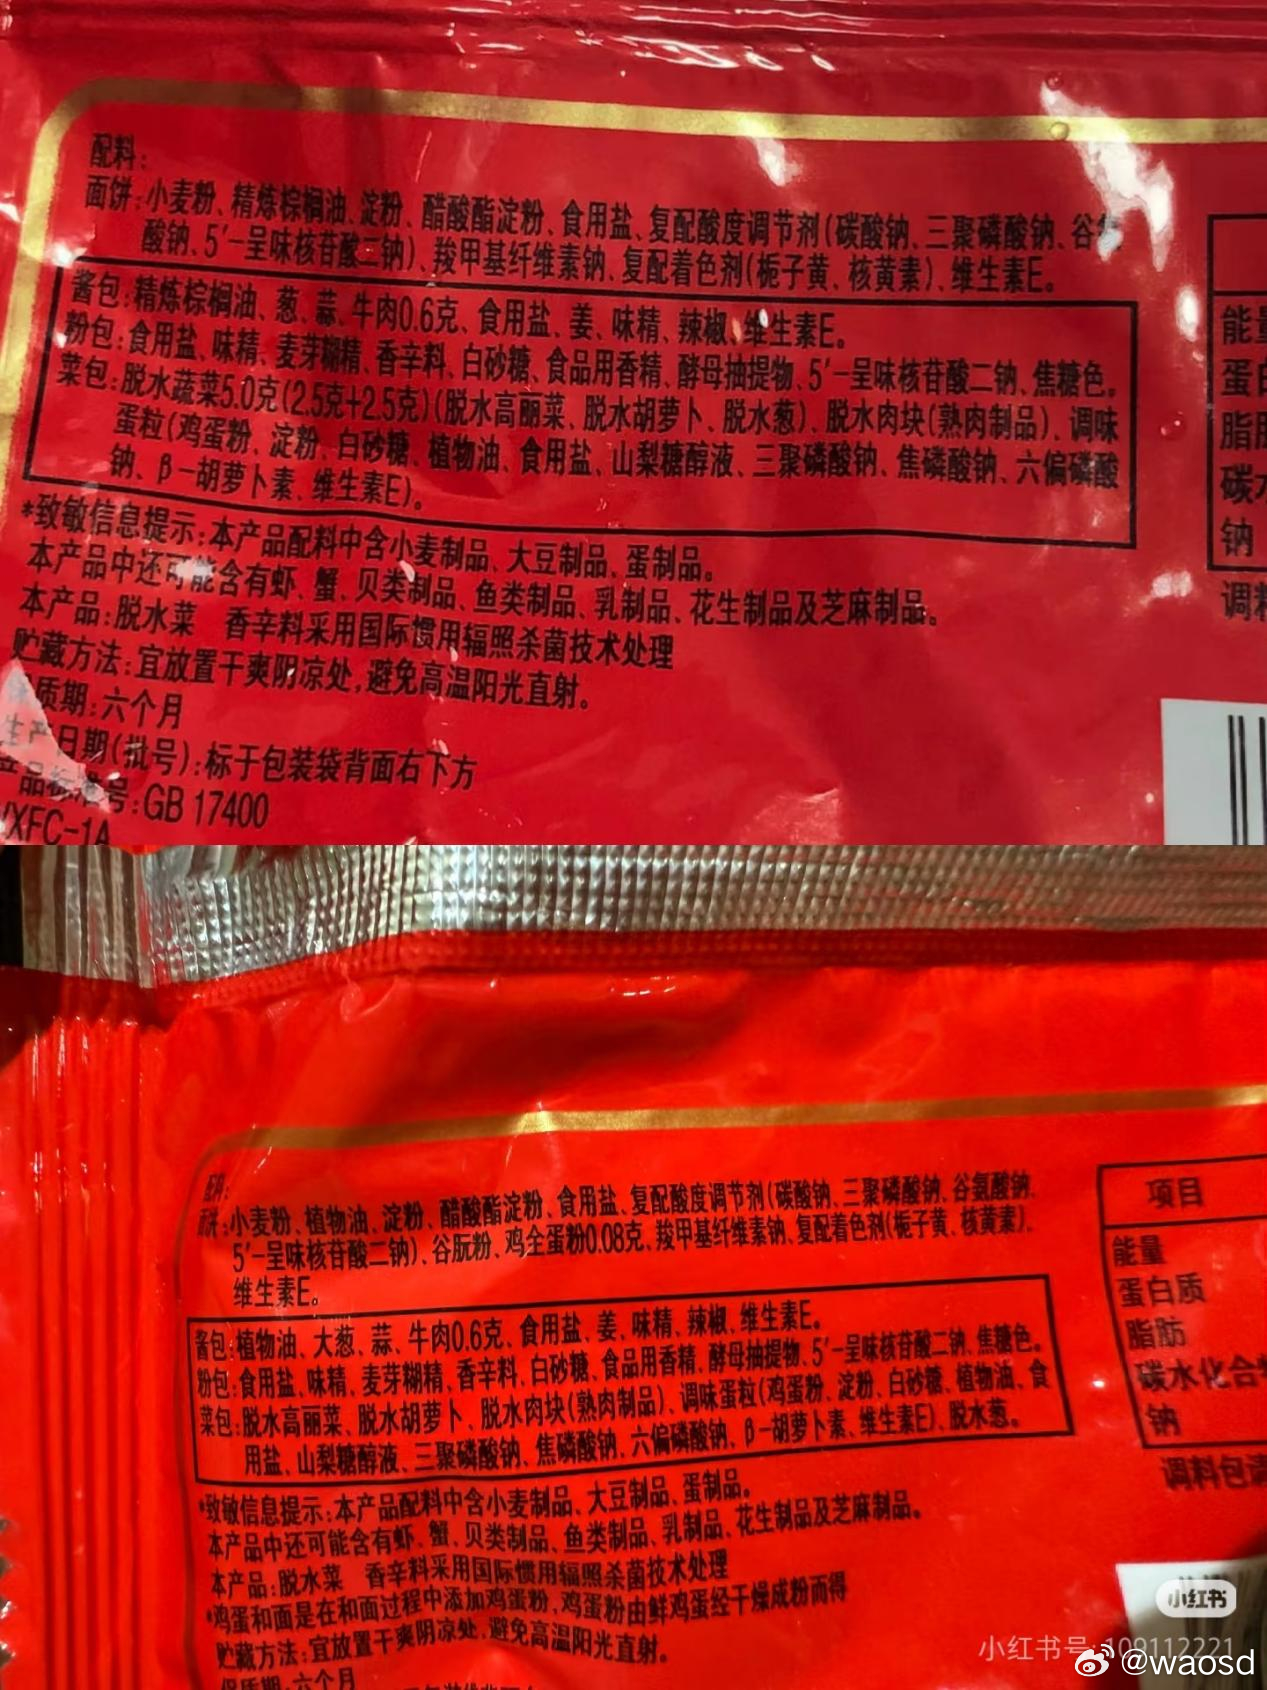 配料:
面饼:小麦粉、精炼棕榈油、淀粉、醋酸酯淀粉、食用盐、复配酸度调节剂(碳酸钠、三聚磷酸钠、谷氨
酸钠、5′-呈味核苷酸二钠)、羧甲基纤维素钠、复配着色剂(栀子黄、核黄素)、维生素E。
酱包:精炼棕榈油、葱、蒜、牛肉0.6克、食用盐、姜、味精、辣椒、维生素E。
粉包:食用盐、味精、麦芽糊精、香辛料、白砂糖、食品用香精、酵母抽提物、5′-呈味核苷酸二钠、焦糖色。
菜包:脱水蔬菜5.0克(2.5克+2.5克)(脱水高丽菜、脱水胡萝卜、脱水葱)、脱水肉块(熟肉制品)、调味
蛋粒(鸡蛋粉、淀粉、白砂糖、植物油、食用盐、山梨糖醇液、三聚磷酸钠、焦磷酸钠、六偏磷酸
钠、β-胡萝卜素、维生素E)。
*致敏信息提示:本产品配料中含小麦制品、大豆制品、蛋制品。
本产品中还可能含有虾、蟹、贝类制品、鱼类制品、乳制品、花生制品及芝麻制品。
本产品:脱水菜 香辛料采用国际惯用辐照杀菌技术处理
贮藏方法:宜放置干爽阴凉处,避免高温阳光直射。
质期:六个月
生产日期(批号):标于包装袋背面右下方
品标准号:GB 17400
XFC-1A
能量
蛋白
脂肪
碳水
钠
调料
配料:
面饼:小麦粉、植物油、淀粉、醋酸酯淀粉、食用盐、复配酸度调节剂(碳酸钠、三聚磷酸钠、谷氨酸钠、
5′-呈味核苷酸二钠)、谷朊粉、鸡全蛋粉0.08克、羧甲基纤维素钠、复配着色剂(栀子黄、核黄素)、
维生素E。
酱包:植物油、大葱、蒜、牛肉0.6克、食用盐、姜、味精、辣椒、维生素E。
粉包:食用盐、味精、麦芽糊精、香辛料、白砂糖、食品用香精、酵母抽提物、5′-呈味核苷酸二钠、焦糖色。
菜包:脱水高丽菜、脱水胡萝卜、脱水肉块(熟肉制品)、调味蛋粒(鸡蛋粉、淀粉、白砂糖、植物油、食
用盐、山梨糖醇液、三聚磷酸钠、焦磷酸钠、六偏磷酸钠、β-胡萝卜素、维生素E)、脱水葱。
*致敏信息提示:本产品配料中含小麦制品、大豆制品、蛋制品。
本产品中还可能含有虾、蟹、贝类制品、鱼类制品、乳制品、花生制品及芝麻制品。
本产品:脱水菜 香辛料采用国际惯用辐照杀菌技术处理
*鸡蛋和面是在和面过程中添加鸡蛋粉,鸡蛋粉由鲜鸡蛋经干燥成粉而得
贮藏方法:宜放置干爽阴凉处,避免高温阳光直射。
保质期:六个月
项目
能量
蛋白质
脂肪
碳水化合物
钠
调料包
小红书
小红书号:109112221
@waosd